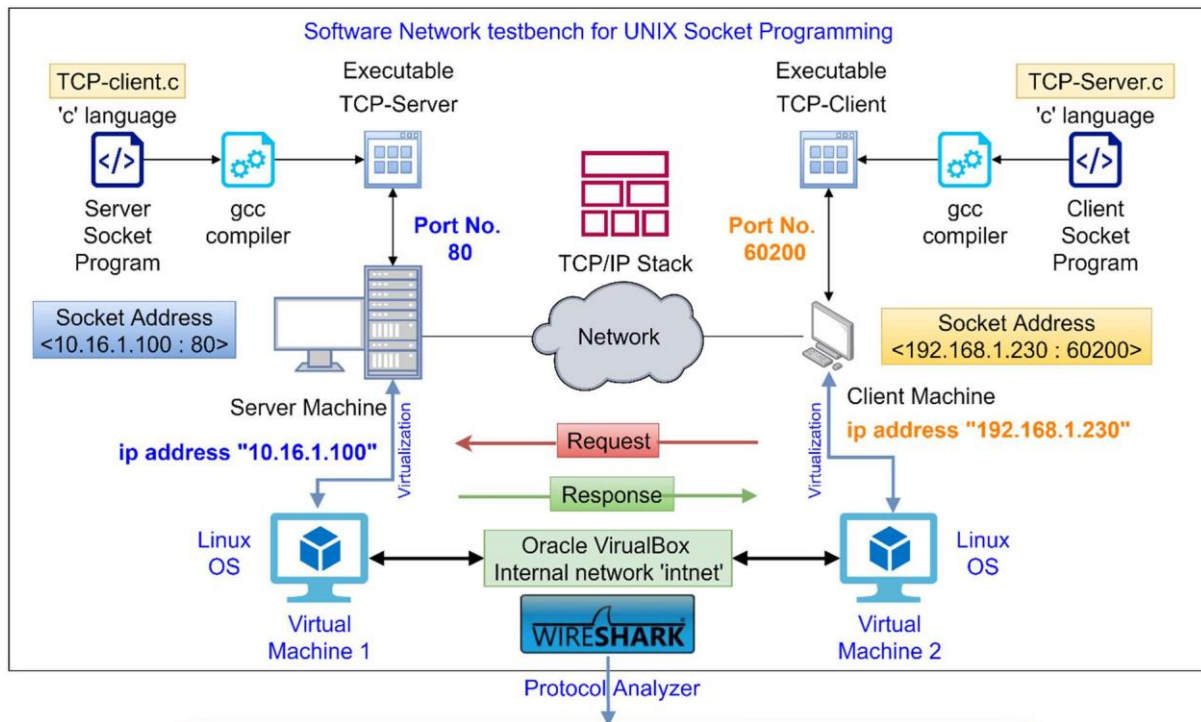 Software Network testbench for UNIX Socket Programming
TCP-client.c
'c' language
Server
Socket
Program
gcc
compiler
Executable
TCP-Server
Port No.
80
TCP/IP Stack
Executable
TCP-Client
Port No.
60200
TCP-Server.c
'c' language
gcc
compiler
Client
Socket
Program
Socket Address
<10.16.1.100 : 80>
Network
Socket Address
<192.168.1.230 : 60200>
Server Machine
ip address "10.16.1.100"
Virtualization
Request
Response
Virtualization
Client Machine
ip address "192.168.1.230"
Linux
OS
Virtual
Machine 1
Oracle VirualBox
Internal network 'intnet'
WIRESHARK
Linux
OS
Virtual
Machine 2
Protocol Analyzer